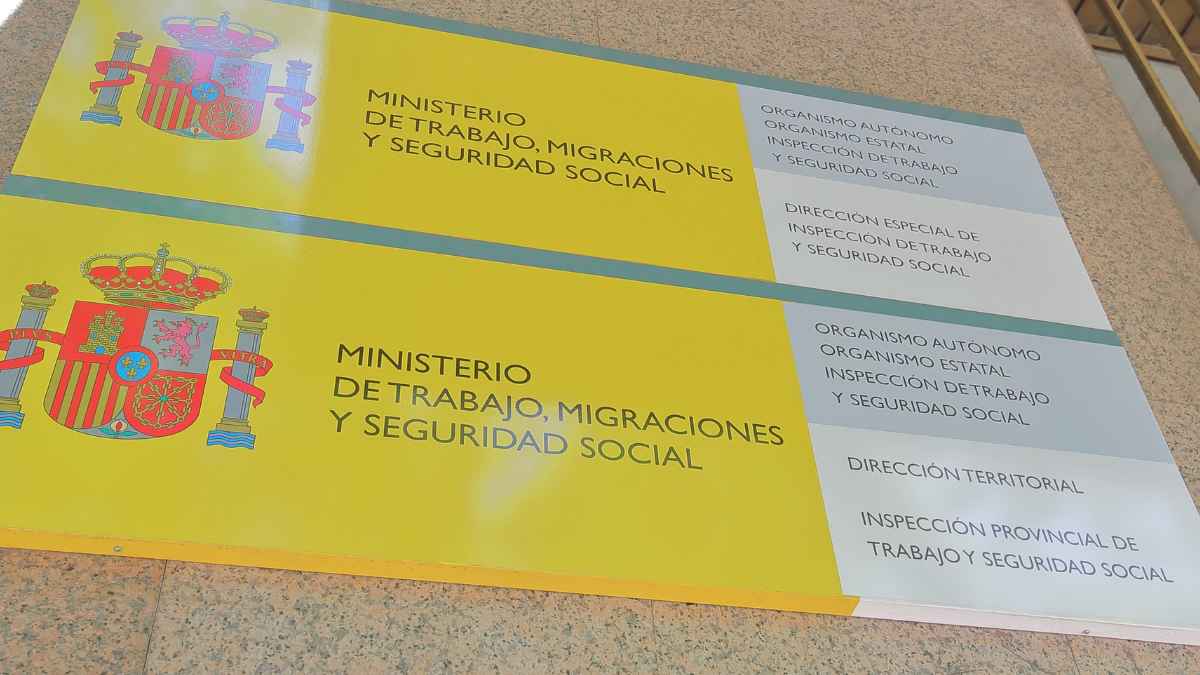 MINISTERIO
DE TRABAJO, MIGRACIONES
Y SEGURIDAD SOCIAL
ORGANISMO AUTÓNOMO
ORGANISMO ESTATAL
INSPECCIÓN DE TRABAJO
Y SEGURIDAD SOCIAL
DIRECCIÓN ESPECIAL DE
INSPECCIÓN DE TRABAJO
Y SEGURIDAD SOCIAL
PLVS
VLTRA
MINISTERIO
DE TRABAJO, MIGRACIONES
Y SEGURIDAD SOCIAL
ORGANISMO AUTÓNOMO
ORGANISMO ESTATAL
INSPECCIÓN DE TRABAJO
Y SEGURIDAD SOCIAL
DIRECCIÓN TERRITORIAL
INSPECCIÓN PROVINCIAL DE
TRABAJO Y SEGURIDAD SOCIAL